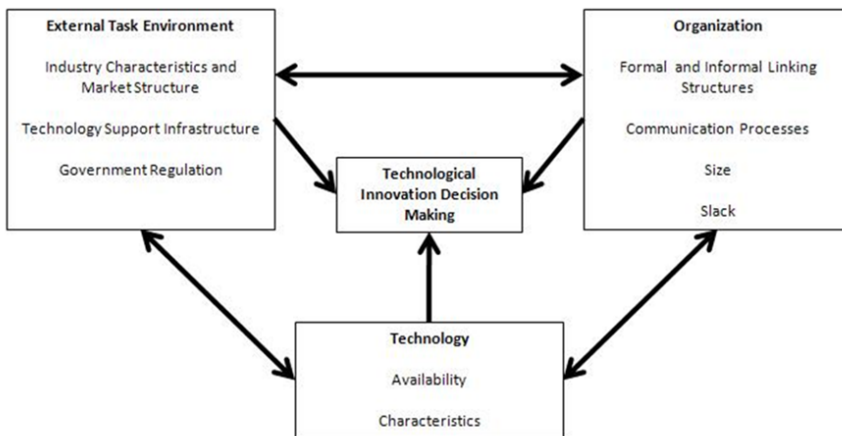 External Task Environment
Industry Characteristics and
Market Structure
Technology Support Infrastructure
Government Regulation
Organization
Formal and Informal Linking
Structures
Communication Processes
Size
Slack
Technological
Innovation Decision
Making
Technology
Availability
Characteristics